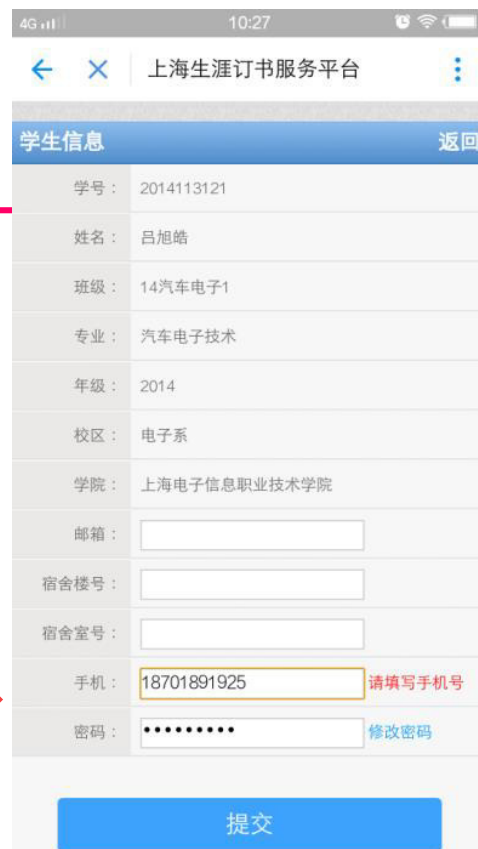 4G 10:27
上海生涯订书服务平台
学生信息 返回
学号： 2014113121
姓名： 吕旭皓
班级： 14汽车电子1
专业： 汽车电子技术
年级： 2014
校区： 电子系
学院： 上海电子信息职业技术学院
邮箱：
宿舍楼号：
宿舍室号：
手机： 18701891925 请填写手机号
密码： ••••••••• 修改密码
提交